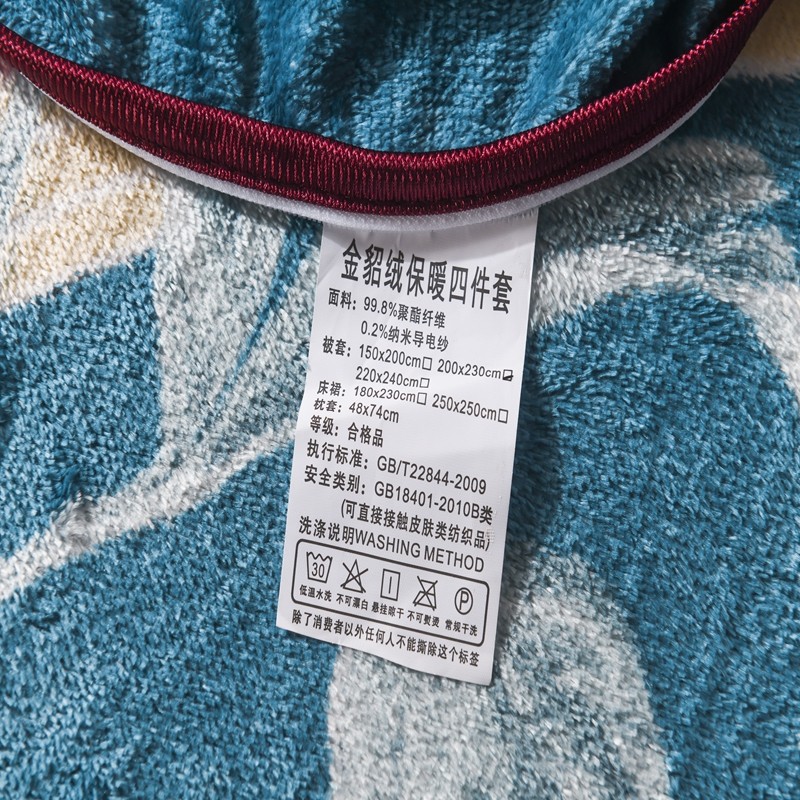 金貂绒保暖四件套
面料：99.8%聚酯纤维
0.2%纳米导电纱
被套：150x200cm□ 200x230cm☑
220x240cm□
床裙：180x230cm□ 250x250cm□
枕套：48x74cm
等级：合格品
执行标准：GB/T22844-2009
安全类别：GB18401-2010B类
(可直接接触皮肤类纺织品)
洗涤说明WASHING METHOD
30 P
低温水洗 不可漂白 悬挂晾干 不可熨烫 常规干洗
除了消费者以外任何人不能撕除这个标签